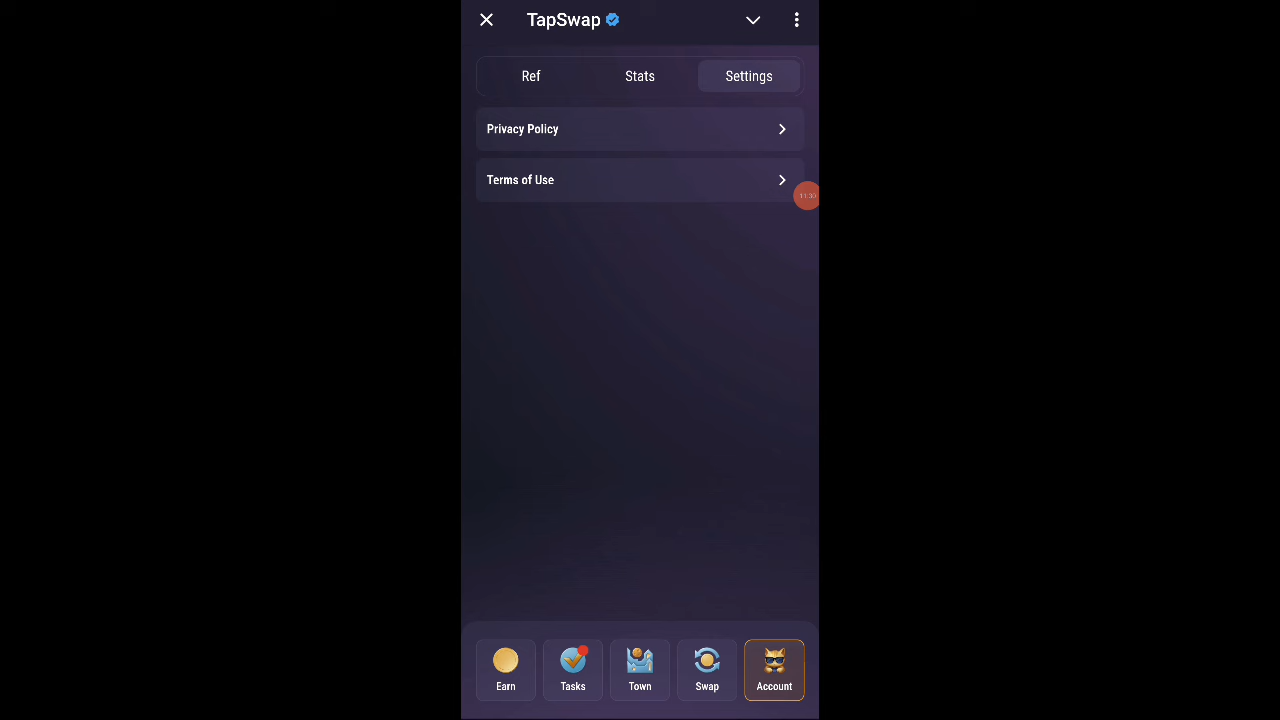 TapSwap
Ref Stats Settings
Privacy Policy
Terms of Use
Earn Tasks Town Swap Account